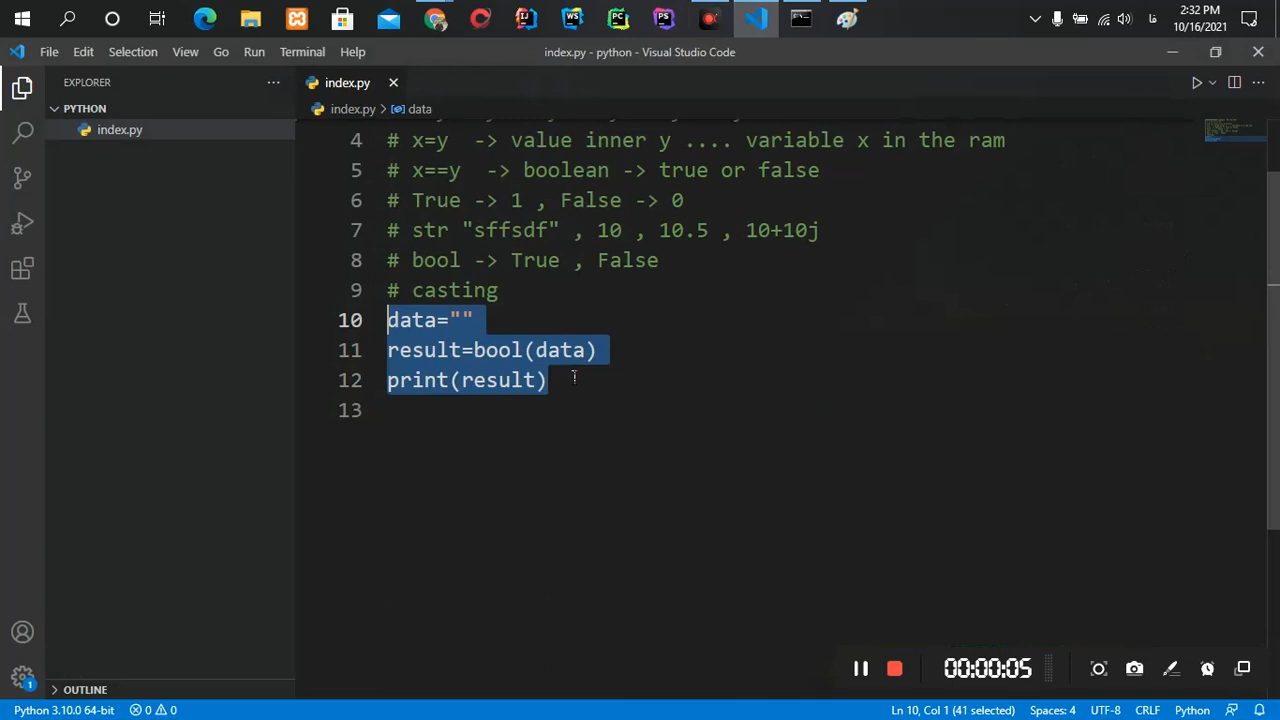 2:32 PM
فا
10/16/2021
File Edit Selection View Go Run Terminal Help
index.py - python - Visual Studio Code
EXPLORER
index.py
PYTHON
index.py > data
index.py
4 # x=y -> value inner y .... variable x in the ram
5 # x==y -> boolean -> true or false
6 # True -> 1 , False -> 0
7 # str "sffsdf" , 10 , 10.5 , 10+10j
8 # bool -> True , False
9 # casting
10 data=""
11 result=bool(data)
12 print(result)
13
00:00:05
OUTLINE
Python 3.10.0 64-bit 0 0 Ln 10, Col 1 (41 selected) Spaces: 4 UTF-8 CRLF Python